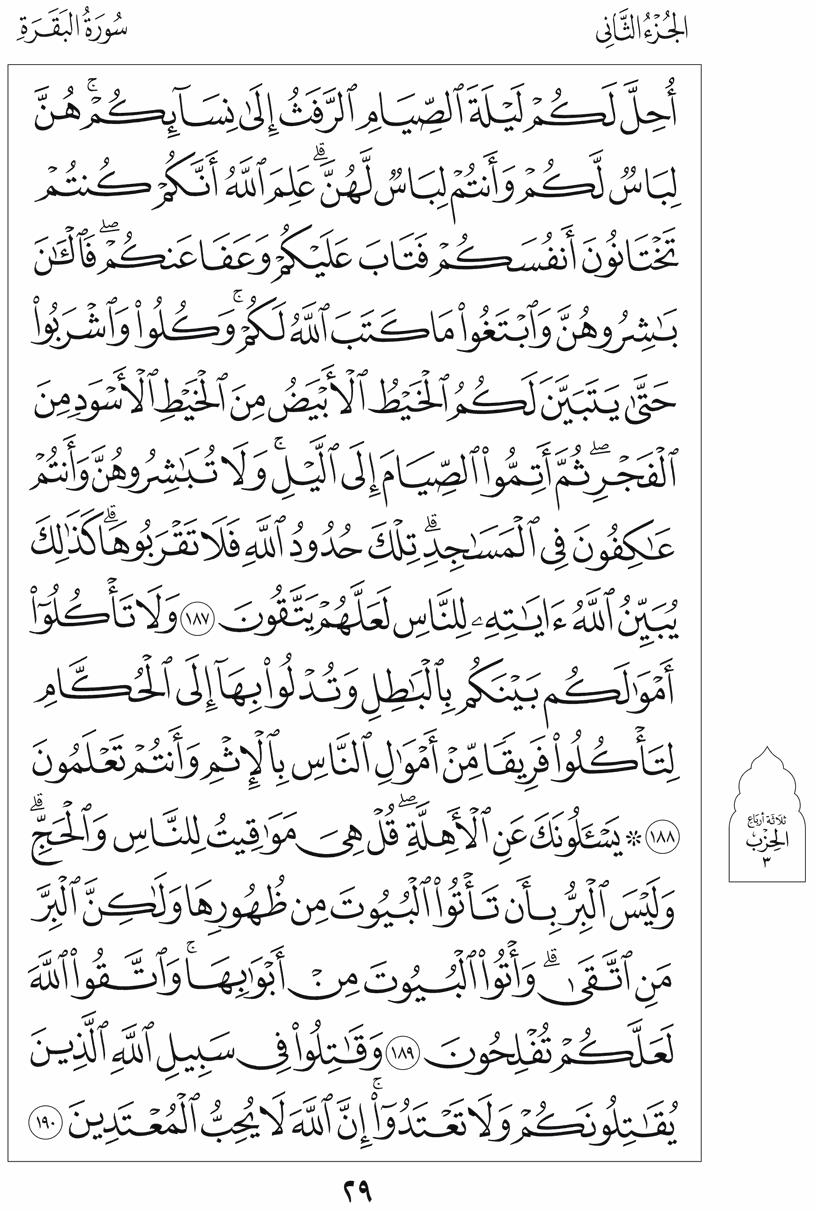 الجُزْءُ الثَّانِي
سُورَةُ البَقَرَةِ
أُحِلَّ لَكُمۡ لَيۡلَةَ ٱلصِّيَامِ ٱلرَّفَثُ إِلَىٰ نِسَآئِكُمۡۚ هُنَّ
لِبَاسٞ لَّكُمۡ وَأَنتُمۡ لِبَاسٞ لَّهُنَّۗ عَلِمَ ٱللَّهُ أَنَّكُمۡ كُنتُمۡ
تَخۡتَانُونَ أَنفُسَكُمۡ فَتَابَ عَلَيۡكُمۡ وَعَفَا عَنكُمۡۖ فَٱلۡـَٰٔنَ
بَٰشِرُوهُنَّ وَٱبۡتَغُواْ مَا كَتَبَ ٱللَّهُ لَكُمۡۚ وَكُلُواْ وَٱشۡرَبُواْ
حَتَّىٰ يَتَبَيَّنَ لَكُمُ ٱلۡخَيۡطُ ٱلۡأَبۡيَضُ مِنَ ٱلۡخَيۡطِ ٱلۡأَسۡوَدِ مِنَ
ٱلۡفَجۡرِۖ ثُمَّ أَتِمُّواْ ٱلصِّيَامَ إِلَى ٱلَّيۡلِۚ وَلَا تُبَٰشِرُوهُنَّ وَأَنتُمۡ
عَٰكِفُونَ فِي ٱلۡمَسَٰجِدِۗ تِلۡكَ حُدُودُ ٱللَّهِ فَلَا تَقۡرَبُوهَاۗ كَذَٰلِكَ
يُبَيِّنُ ٱللَّهُ ءَايَٰتِهِۦ لِلنَّاسِ لَعَلَّهُمۡ يَتَّقُونَ ١٨٧ وَلَا تَأۡكُلُوٓاْ
أَمۡوَٰلَكُم بَيۡنَكُم بِٱلۡبَٰطِلِ وَتُدۡلُواْ بِهَآ إِلَى ٱلۡحُكَّامِ
لِتَأۡكُلُواْ فَرِيقٗا مِّنۡ أَمۡوَٰلِ ٱلنَّاسِ بِٱلۡإِثۡمِ وَأَنتُمۡ تَعۡلَمُونَ
١٨٨ ۞ يَسۡـَٔلُونَكَ عَنِ ٱلۡأَهِلَّةِۖ قُلۡ هِيَ مَوَٰقِيتُ لِلنَّاسِ وَٱلۡحَجِّۗ
وَلَيۡسَ ٱلۡبِرُّ بِأَن تَأۡتُواْ ٱلۡبُيُوتَ مِن ظُهُورِهَا وَلَٰكِنَّ ٱلۡبِرَّ
مَنِ ٱتَّقَىٰۗ وَأۡتُواْ ٱلۡبُيُوتَ مِنۡ أَبۡوَٰبِهَاۚ وَٱتَّقُواْ ٱللَّهَ
لَعَلَّكُمۡ تُفۡلِحُونَ ١٨٩ وَقَٰتِلُواْ فِي سَبِيلِ ٱللَّهِ ٱلَّذِينَ
يُقَٰتِلُونَكُمۡ وَلَا تَعۡتَدُوٓاْۚ إِنَّ ٱللَّهَ لَا يُحِبُّ ٱلۡمُعۡتَدِينَ ١٩٠
ثلاثة أرباع
الحِزْب
٣
٢٩